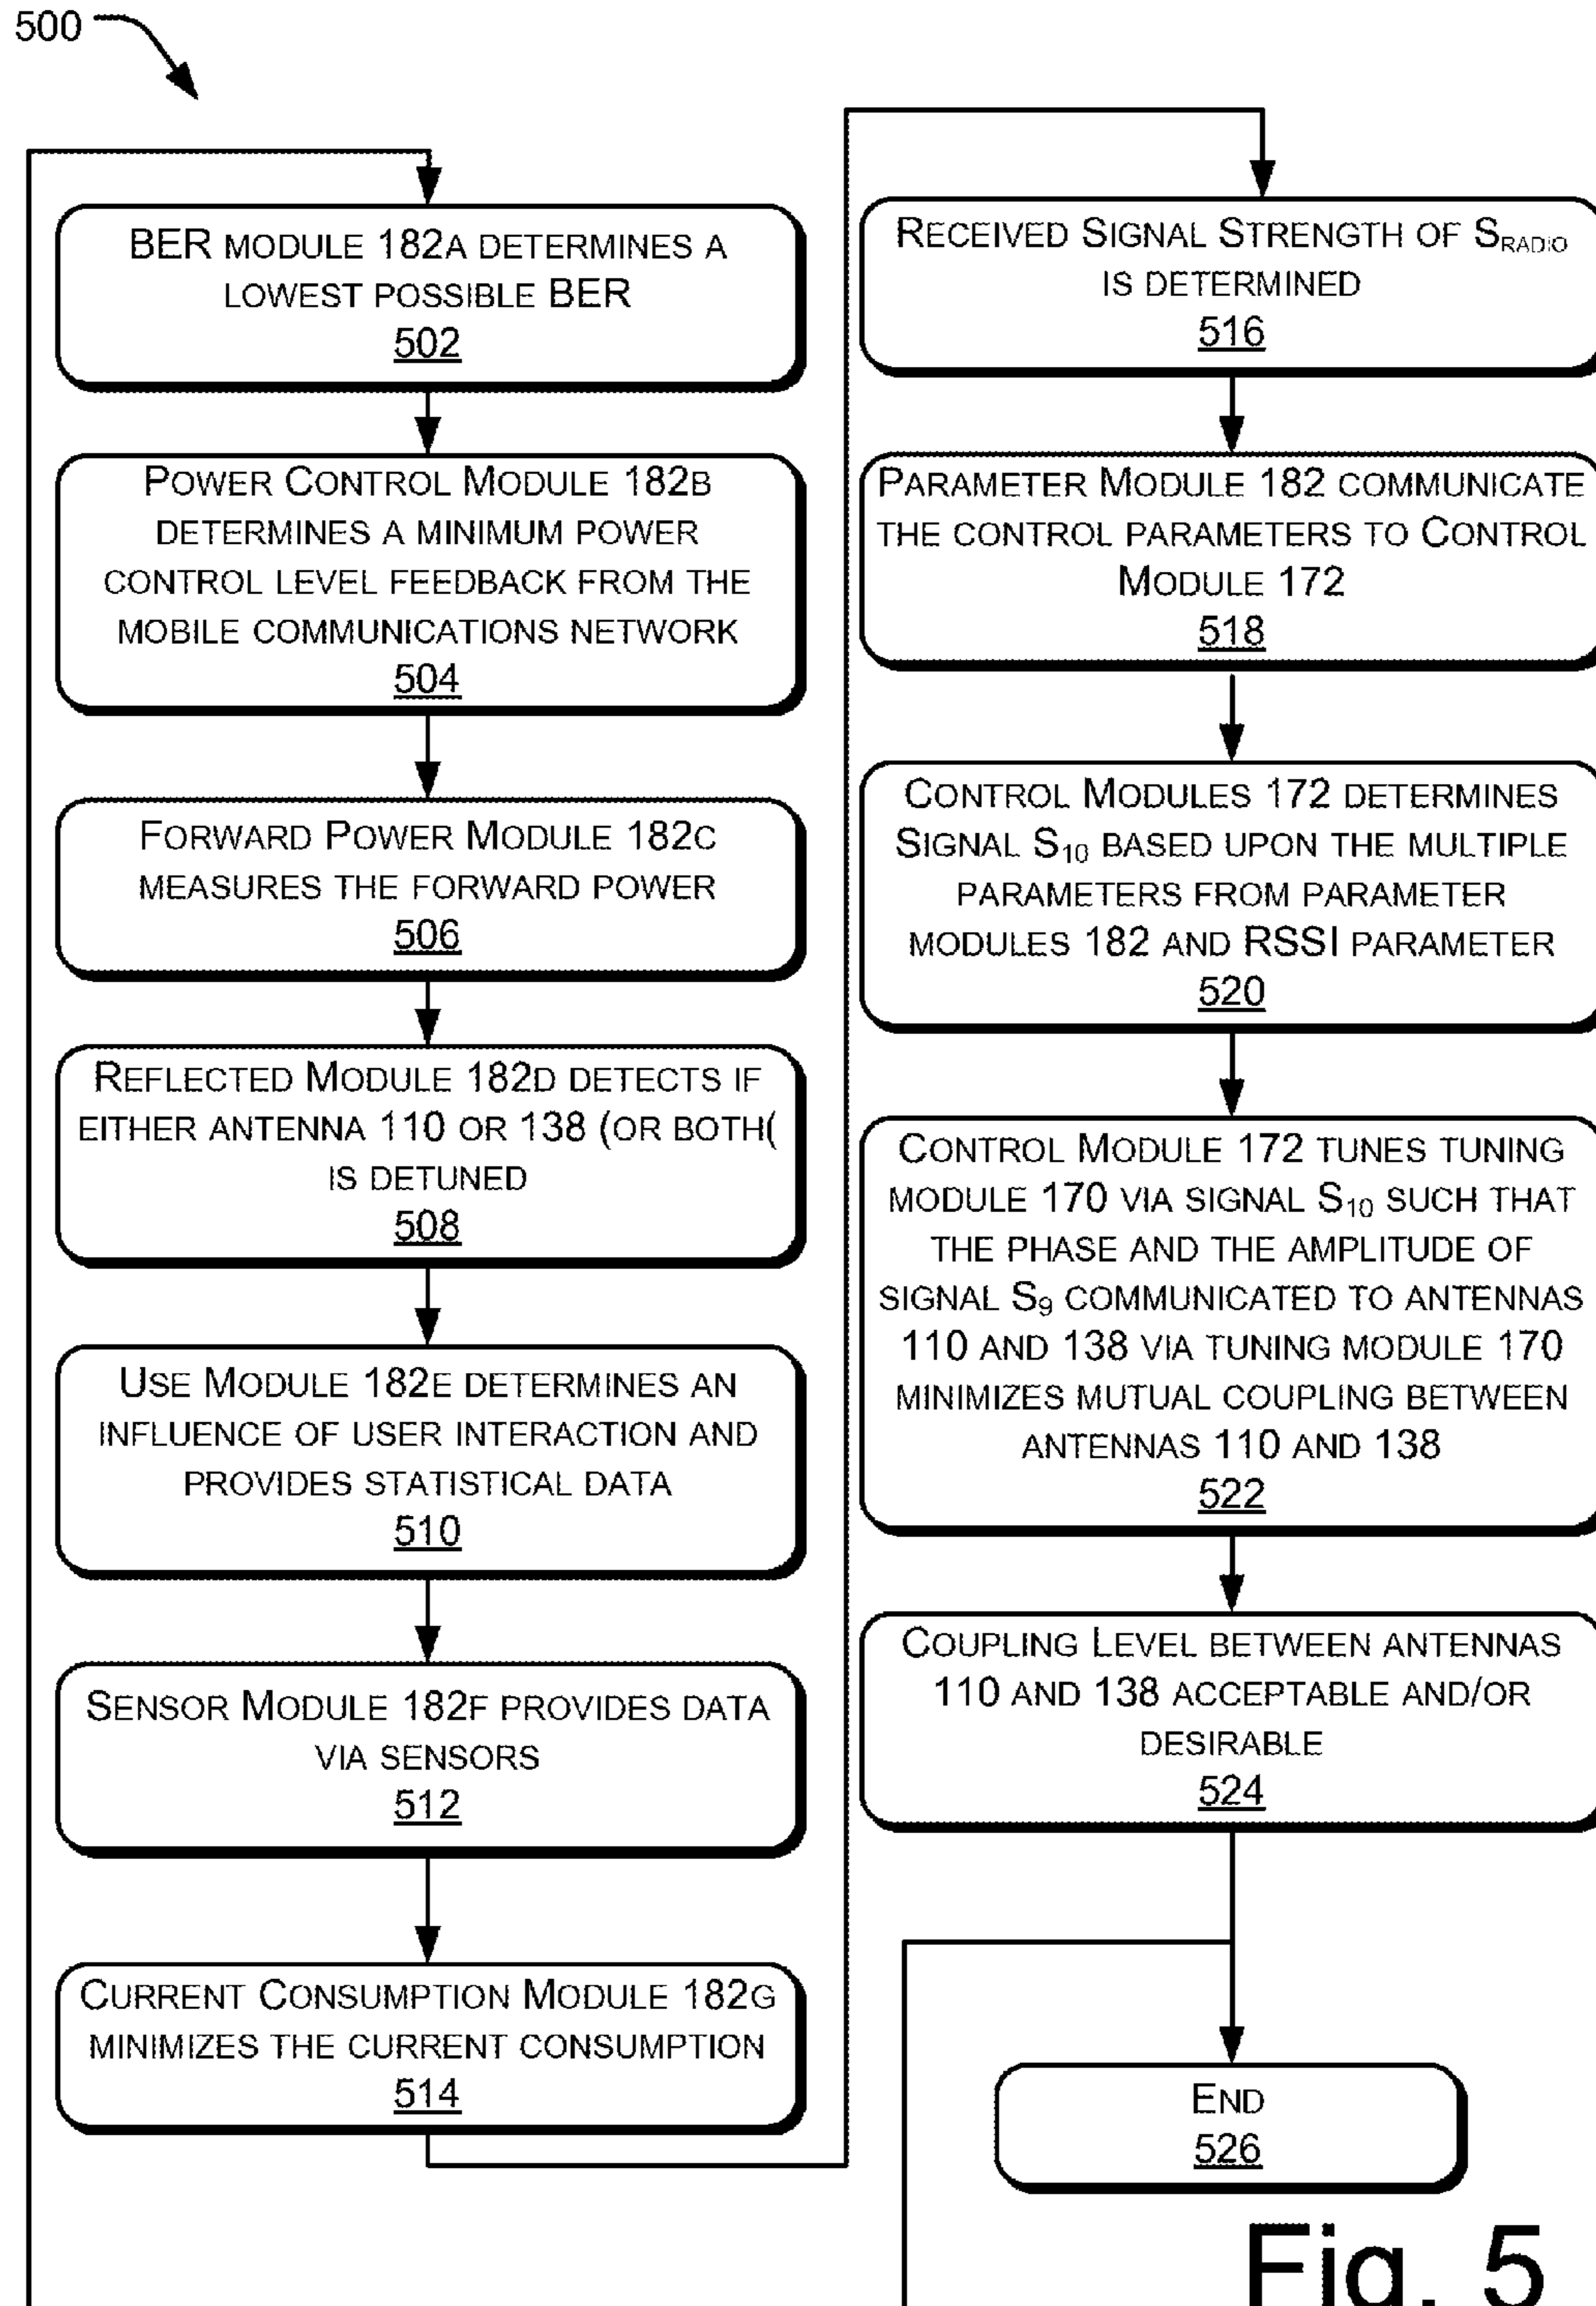 500
BER MODULE 182A DETERMINES A
LOWEST POSSIBLE BER
502
POWER CONTROL MODULE 182B
DETERMINES A MINIMUM POWER
CONTROL LEVEL FEEDBACK FROM THE
MOBILE COMMUNICATIONS NETWORK
504
FORWARD POWER MODULE 182C
MEASURES THE FORWARD POWER
506
REFLECTED MODULE 182D DETECTS IF
EITHER ANTENNA 110 OR 138 (OR BOTH(
IS DETUNED
508
USE MODULE 182E DETERMINES AN
INFLUENCE OF USER INTERACTION AND
PROVIDES STATISTICAL DATA
510
SENSOR MODULE 182F PROVIDES DATA
VIA SENSORS
512
CURRENT CONSUMPTION MODULE 182G
MINIMIZES THE CURRENT CONSUMPTION
514
RECEIVED SIGNAL STRENGTH OF S_RADIO
IS DETERMINED
516
PARAMETER MODULE 182 COMMUNICATE
THE CONTROL PARAMETERS TO CONTROL
MODULE 172
518
CONTROL MODULES 172 DETERMINES
SIGNAL S₁₀ BASED UPON THE MULTIPLE
PARAMETERS FROM PARAMETER
MODULES 182 AND RSSI PARAMETER
520
CONTROL MODULE 172 TUNES TUNING
MODULE 170 VIA SIGNAL S₁₀ SUCH THAT
THE PHASE AND THE AMPLITUDE OF
SIGNAL S₉ COMMUNICATED TO ANTENNAS
110 AND 138 VIA TUNING MODULE 170
MINIMIZES MUTUAL COUPLING BETWEEN
ANTENNAS 110 AND 138
522
COUPLING LEVEL BETWEEN ANTENNAS
110 AND 138 ACCEPTABLE AND/OR
DESIRABLE
524
END
526
Fig. 5